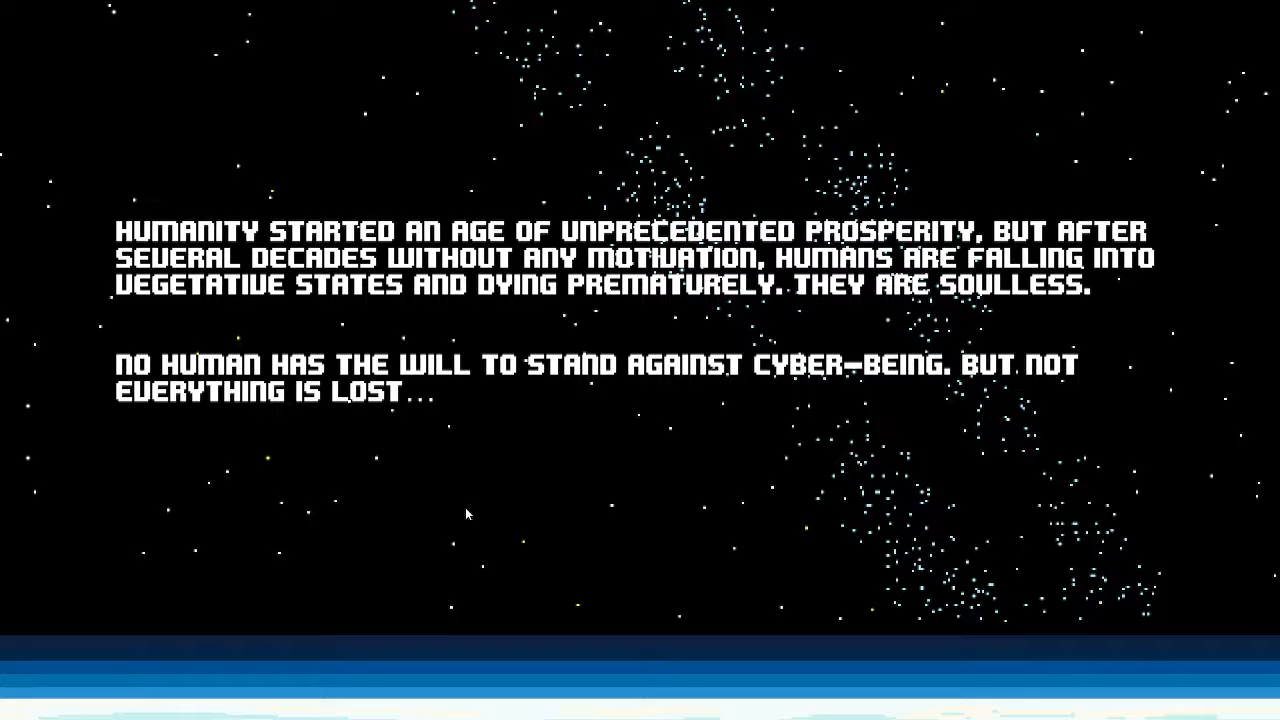 HUMANITY STARTED AN AGE OF UNPRECEDENTED PROSPERITY, BUT AFTER
SEVERAL DECADES WITHOUT ANY MOTIVATION, HUMANS ARE FALLING INTO
VEGETATIVE STATES AND DYING PREMATURELY. THEY ARE SOULLESS.
NO HUMAN HAS THE WILL TO STAND AGAINST CYBER-BEING. BUT NOT
EVERYTHING IS LOST...